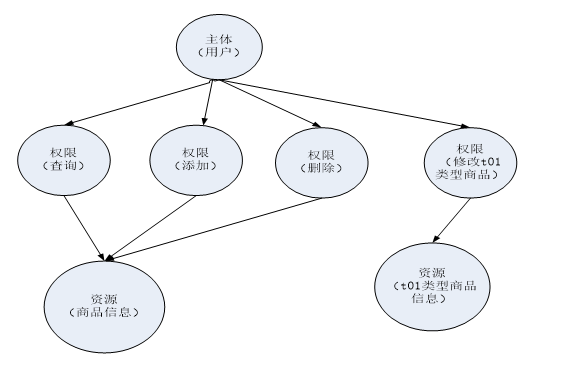 主体
（用户）
权限
（查询）
权限
（添加）
权限
（删除）
权限
（修改t01
类型商品）
资源
（商品信息）
资源
（t01类型商品
信息）